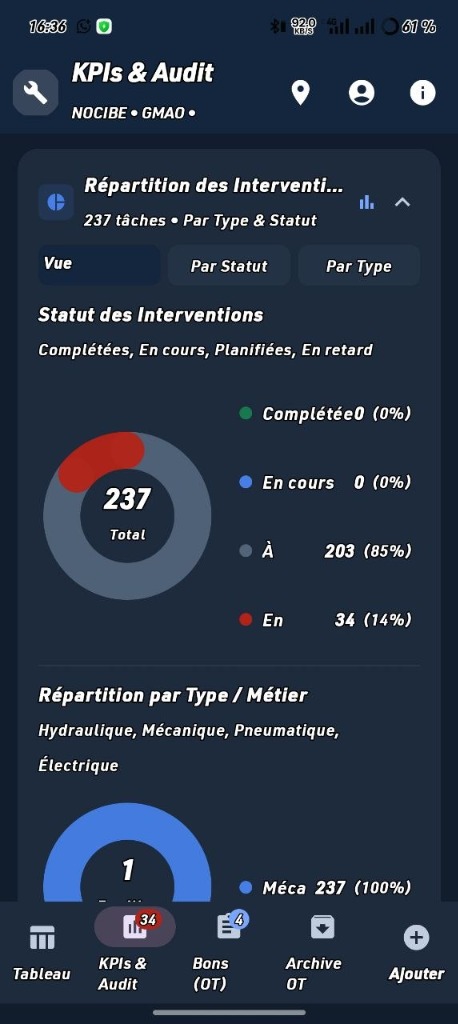 16:36
92.0
KB/S
4G
61 %
KPIs & Audit
NOCIBE • GMAO •
Répartition des Interventi...
237 tâches • Par Type & Statut
Vue
Par Statut
Par Type
Statut des Interventions
Complétées, En cours, Planifiées, En retard
Complétée0 (0%)
En cours 0 (0%)
À 203 (85%)
En 34 (14%)
237
Total
Répartition par Type / Métier
Hydraulique, Mécanique, Pneumatique,
Électrique
1
Méca 237 (100%)
34
4
Tableau
KPIs &
Audit
Bons
(OT)
Archive
OT
Ajouter